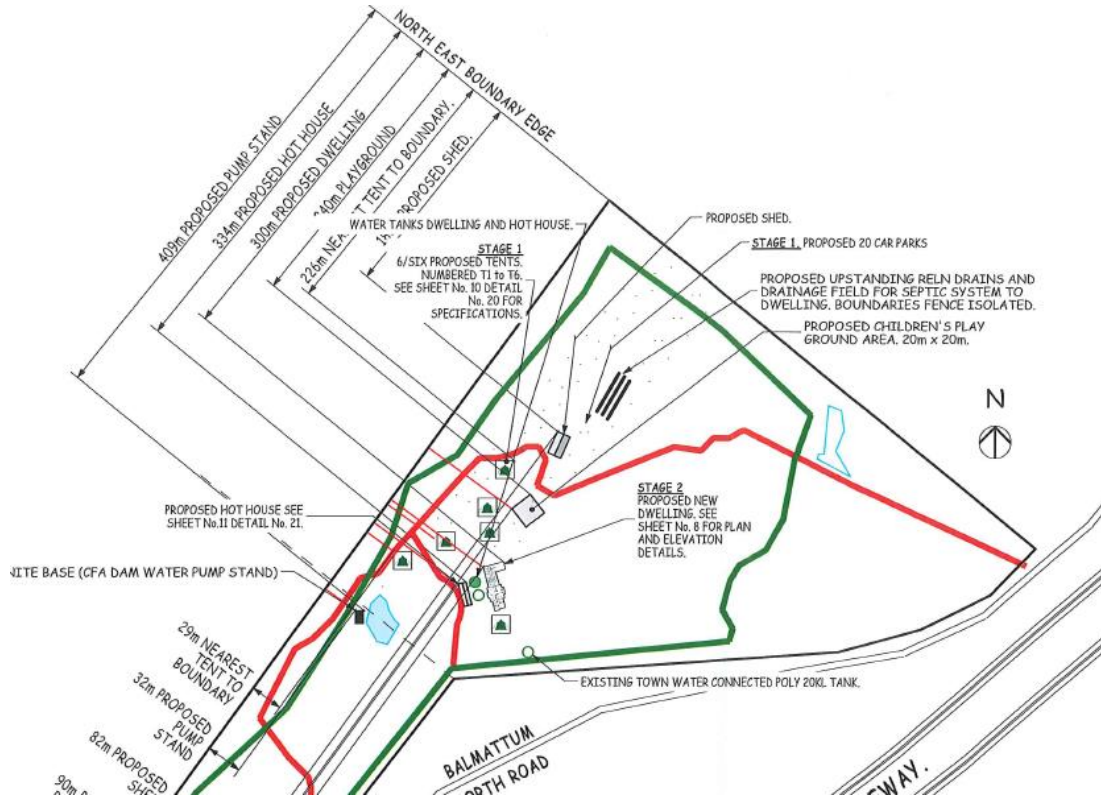 NORTH EAST BOUNDARY EDGE
409m PROPOSED PUMP STAND
334m PROPOSED HOT HOUSE
300m PROPOSED DWELLING
PLAYGROUND
226m TENT TO BOUNDARY.
PROPOSED SHED.
WATER TANKS DWELLING AND HOT HOUSE.
STAGE 1
6/SIX PROPOSED TENTS.
NUMBERED T1 to T6.
SEE SHEET No. 10 DETAIL
No. 20 FOR
SPECIFICATIONS.
PROPOSED SHED.
STAGE 1. PROPOSED 20 CAR PARKS
PROPOSED UPSTANDING RELN DRAINS AND
DRAINAGE FIELD FOR SEPTIC SYSTEM TO
DWELLING. BOUNDARIES FENCE ISOLATED.
PROPOSED CHILDREN'S PLAY
GROUND AREA. 20m x 20m.
N
STAGE 2
PROPOSED NEW
DWELLING. SEE
SHEET No. 8 FOR PLAN
AND ELEVATION
DETAILS.
PROPOSED HOT HOUSE SEE
SHEET No.11 DETAIL No. 21.
BASE (CFA DAM WATER PUMP STAND)
29m NEAREST
TENT TO
BOUNDARY
32m PROPOSED
PUMP
STAND
82m PROPOSED
90m
EXISTING TOWN WATER CONNECTED POLY 20KL TANK.
BALMATTUM
ROAD